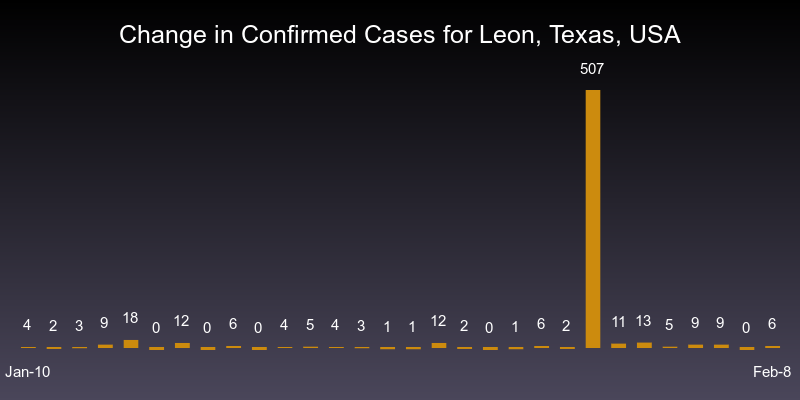 Change in Confirmed Cases for Leon, Texas, USA
507
4 2 3 9 18 0 12 0 6 0 4 5 4 3 1 1 12 2 0 1 6 2 11 13 5 9 9 0 6
Jan-10 Feb-8